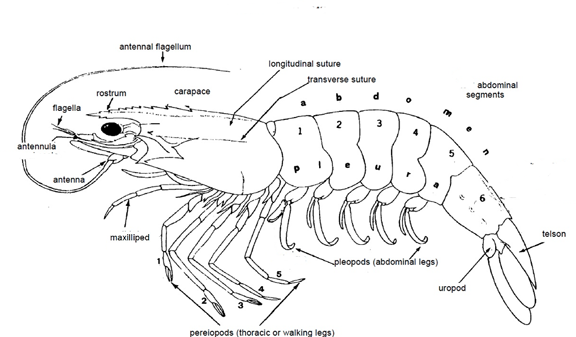 antennal flagellum
longitudinal suture
transverse suture
rostrum
carapace
abdominal
segments
flagella
a b d o m e n
1 2 3 4 5 6
antennula
p l e u r a
antenna
maxilliped
telson
pleopods (abdominal legs)
uropod
1 2 3 4 5
pereiopods (thoracic or walking legs)